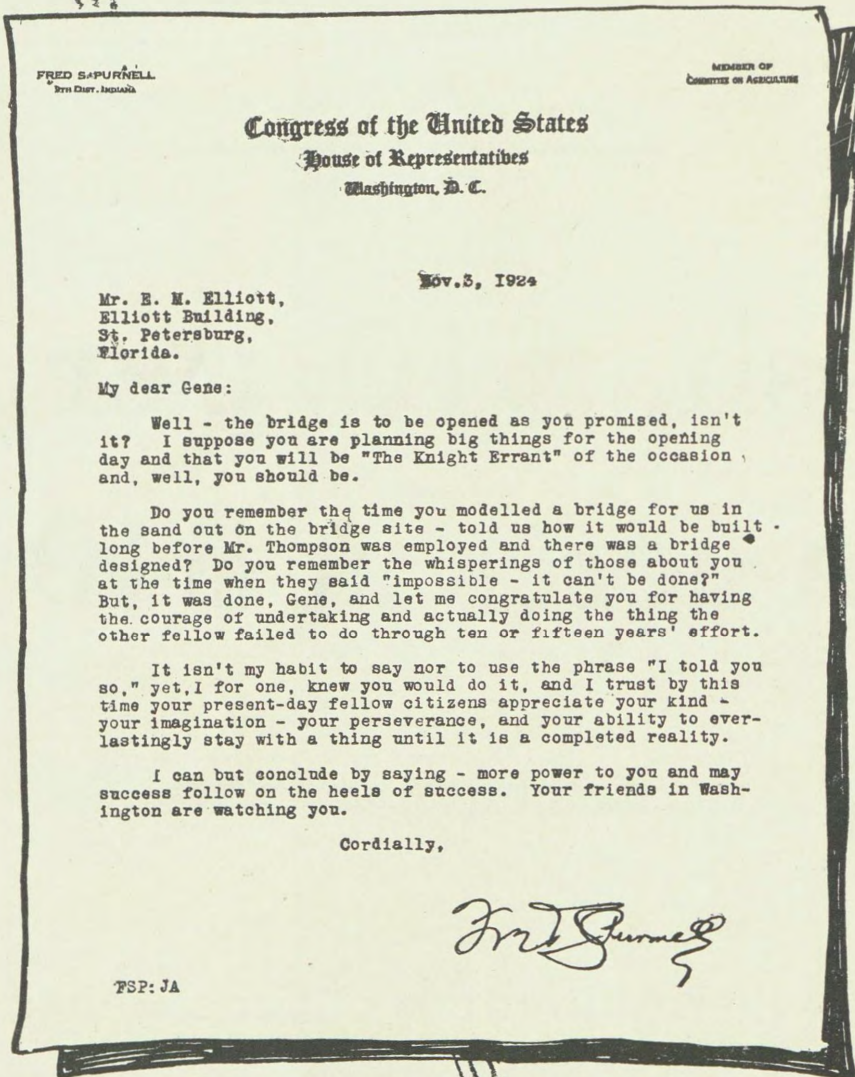 FRED S. PURNELL
9TH DIST. INDIANA
MEMBER OF
COMMITTEE ON AGRICULTURE
Congress of the United States
House of Representatives
Washington, D. C.
Nov.3, 1924
Mr. E. M. Elliott,
Elliott Building,
St. Petersburg,
Florida.
My dear Gene:
Well - the bridge is to be opened as you promised, isn't
it? I suppose you are planning big things for the opening
day and that you will be "The Knight Errant" of the occasion
and, well, you should be.
Do you remember the time you modelled a bridge for us in
the sand out on the bridge site - told us how it would be built
long before Mr. Thompson was employed and there was a bridge
designed? Do you remember the whisperings of those about you
at the time when they said "impossible - it can't be done?"
But, it was done, Gene, and let me congratulate you for having
the courage of undertaking and actually doing the thing the
other fellow failed to do through ten or fifteen years' effort.
It isn't my habit to say nor to use the phrase "I told you
so," yet,I for one, knew you would do it, and I trust by this
time your present-day fellow citizens appreciate your kind -
your imagination - your perseverance, and your ability to ever-
lastingly stay with a thing until it is a completed reality.
I can but conclude by saying - more power to you and may
success follow on the heels of success. Your friends in Wash-
ington are watching you.
Cordially,
Fred S. Purnell
FSP:JA